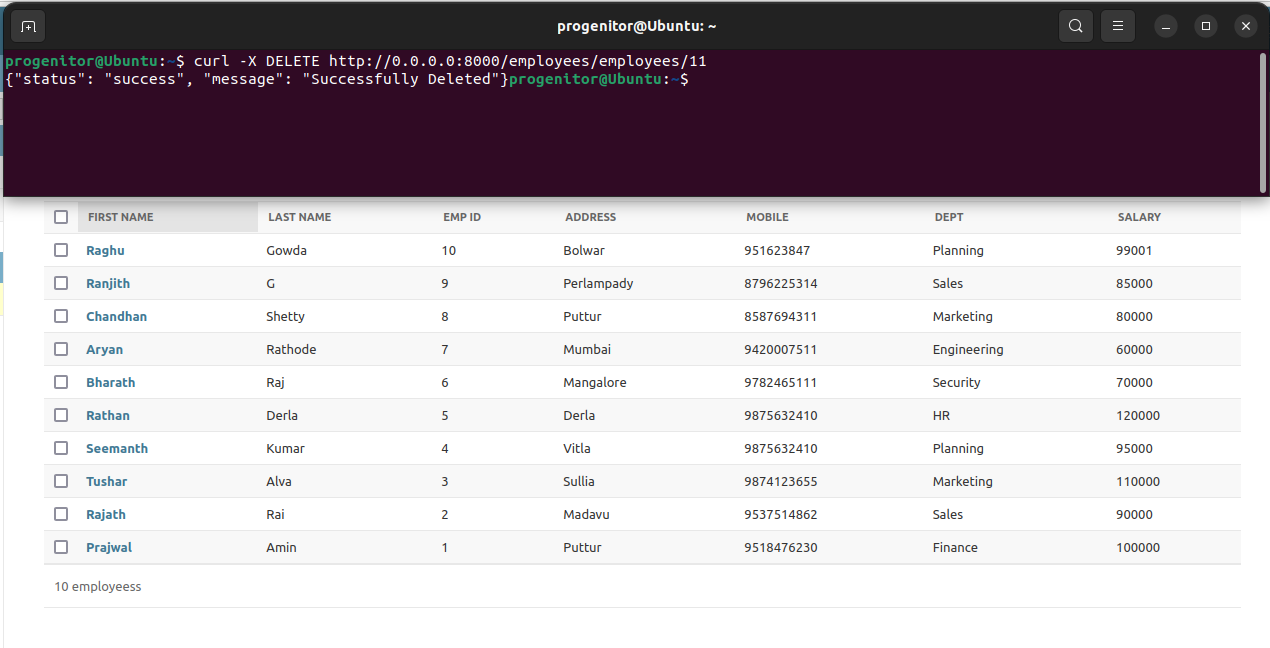 progenitor@Ubuntu: ~
progenitor@Ubuntu:~$ curl -X DELETE http://0.0.0.0:8000/employees/employees/11
{"status": "success", "message": "Successfully Deleted"}progenitor@Ubuntu:~$
FIRST NAME LAST NAME EMP ID ADDRESS MOBILE DEPT SALARY
Raghu Gowda 10 Bolwar 951623847 Planning 99001
Ranjith G 9 Perlampady 8796225314 Sales 85000
Chandhan Shetty 8 Puttur 8587694311 Marketing 80000
Aryan Rathode 7 Mumbai 9420007511 Engineering 60000
Bharath Raj 6 Mangalore 9782465111 Security 70000
Rathan Derla 5 Derla 9875632410 HR 120000
Seemanth Kumar 4 Vitla 9875632410 Planning 95000
Tushar Alva 3 Sullia 9874123655 Marketing 110000
Rajath Rai 2 Madavu 9537514862 Sales 90000
Prajwal Amin 1 Puttur 9518476230 Finance 100000
10 employeess